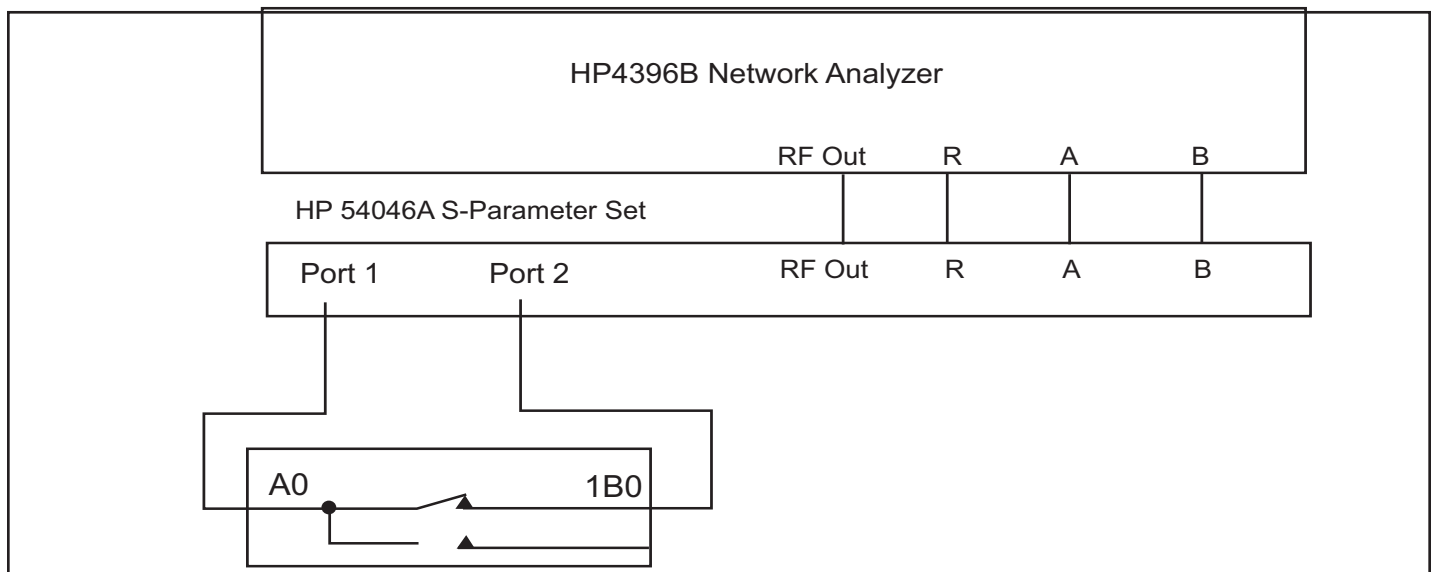 HP4396B Network Analyzer
RF Out R A B
HP 54046A S-Parameter Set
Port 1 Port 2 RF Out R A B
A0 1B0